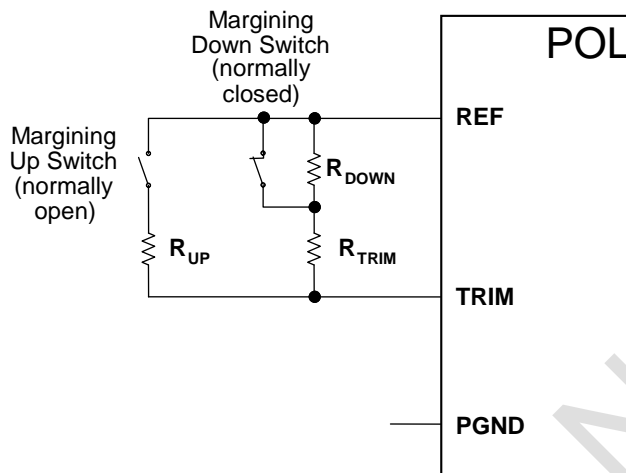 Margining
Down Switch
(normally
closed)
POL
REF
Margining
Up Switch
(normally
open)
RDOWN
RUP
RTRIM
TRIM
PGND